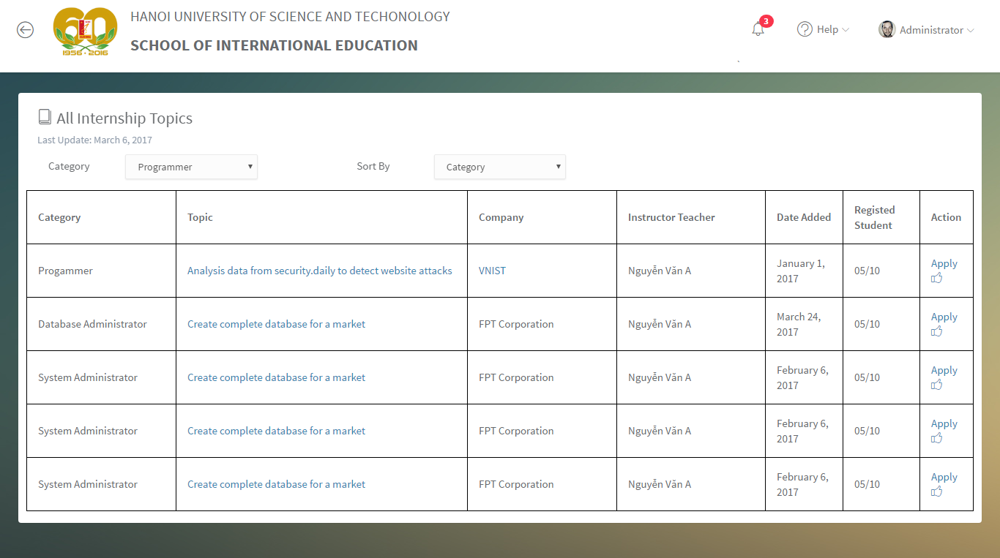 HANOI UNIVERSITY OF SCIENCE AND TECHONOLOGY
SCHOOL OF INTERNATIONAL EDUCATION
1956 - 2016
3
Help
Administrator
All Internship Topics
Last Update: March 6, 2017
Category Programmer Sort By Category
Category Topic Company Instructor Teacher Date Added Registed Student Action
Progammer Analysis data from security.daily to detect website attacks VNIST Nguyễn Văn A January 1, 2017 05/10 Apply
Database Administrator Create complete database for a market FPT Corporation Nguyễn Văn A March 24, 2017 05/10 Apply
System Administrator Create complete database for a market FPT Corporation Nguyễn Văn A February 6, 2017 05/10 Apply
System Administrator Create complete database for a market FPT Corporation Nguyễn Văn A February 6, 2017 05/10 Apply
System Administrator Create complete database for a market FPT Corporation Nguyễn Văn A February 6, 2017 05/10 Apply